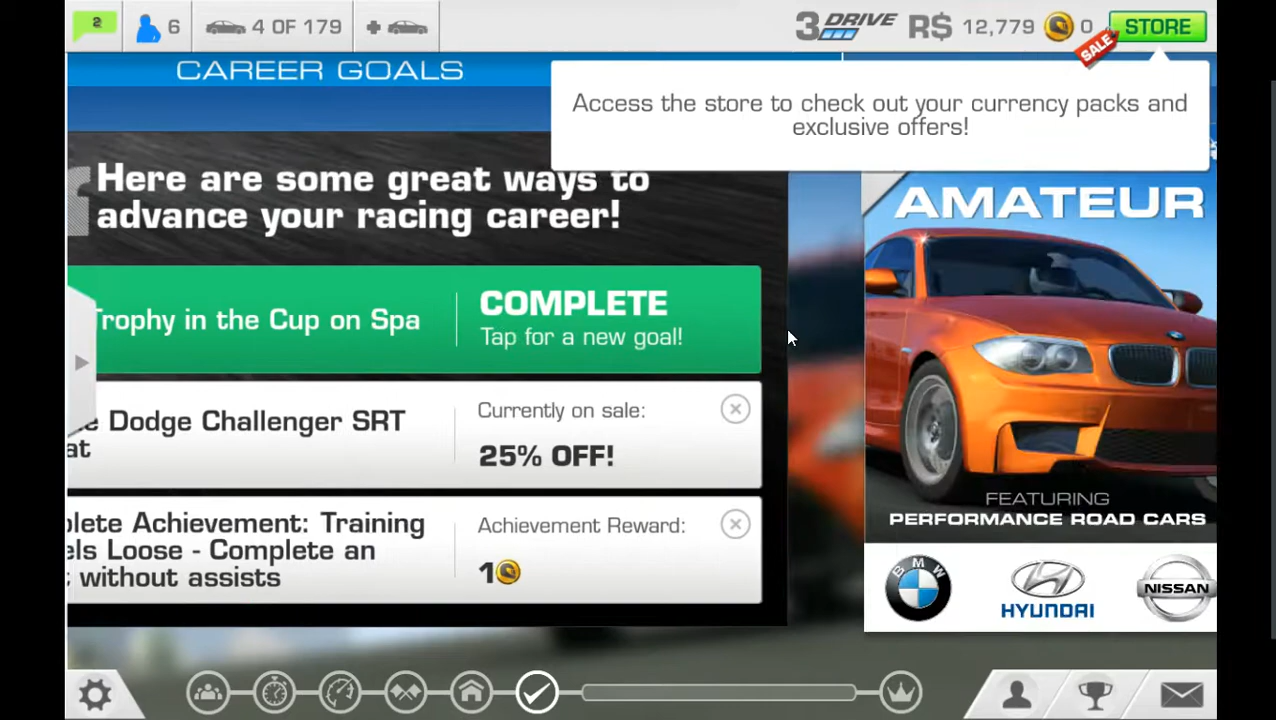 2
6
4 OF 179
+
3 DRIVE
R$ 12,779
0
STORE
SALE
CAREER GOALS
Access the store to check out your currency packs and
exclusive offers!
Here are some great ways to
advance your racing career!
Trophy in the Cup on Spa
COMPLETE
Tap for a new goal!
e Dodge Challenger SRT
at
Currently on sale:
25% OFF!
plete Achievement: Training
els Loose - Complete an
t without assists
Achievement Reward:
1
AMATEUR
FEATURING
PERFORMANCE ROAD CARS
BMW
HYUNDAI
NISSAN